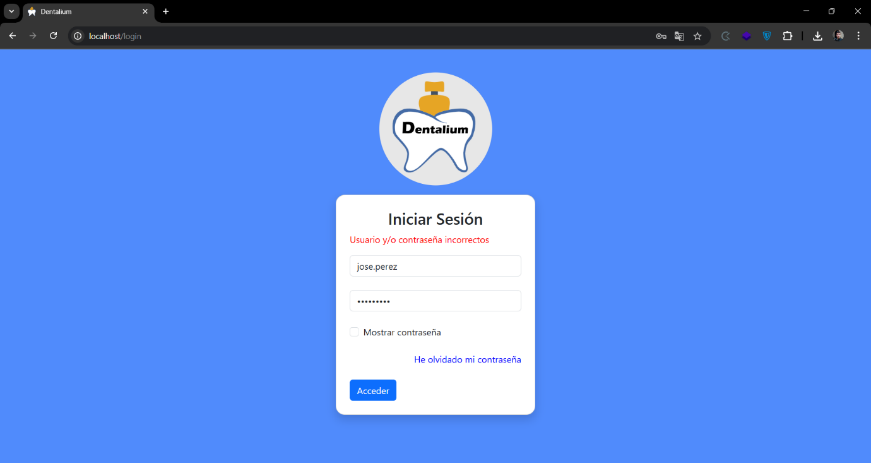 Dentalium
localhost/login
Dentalium
Iniciar Sesión
Usuario y/o contraseña incorrectos
jose.perez
•••••••••
Mostrar contraseña
He olvidado mi contraseña
Acceder